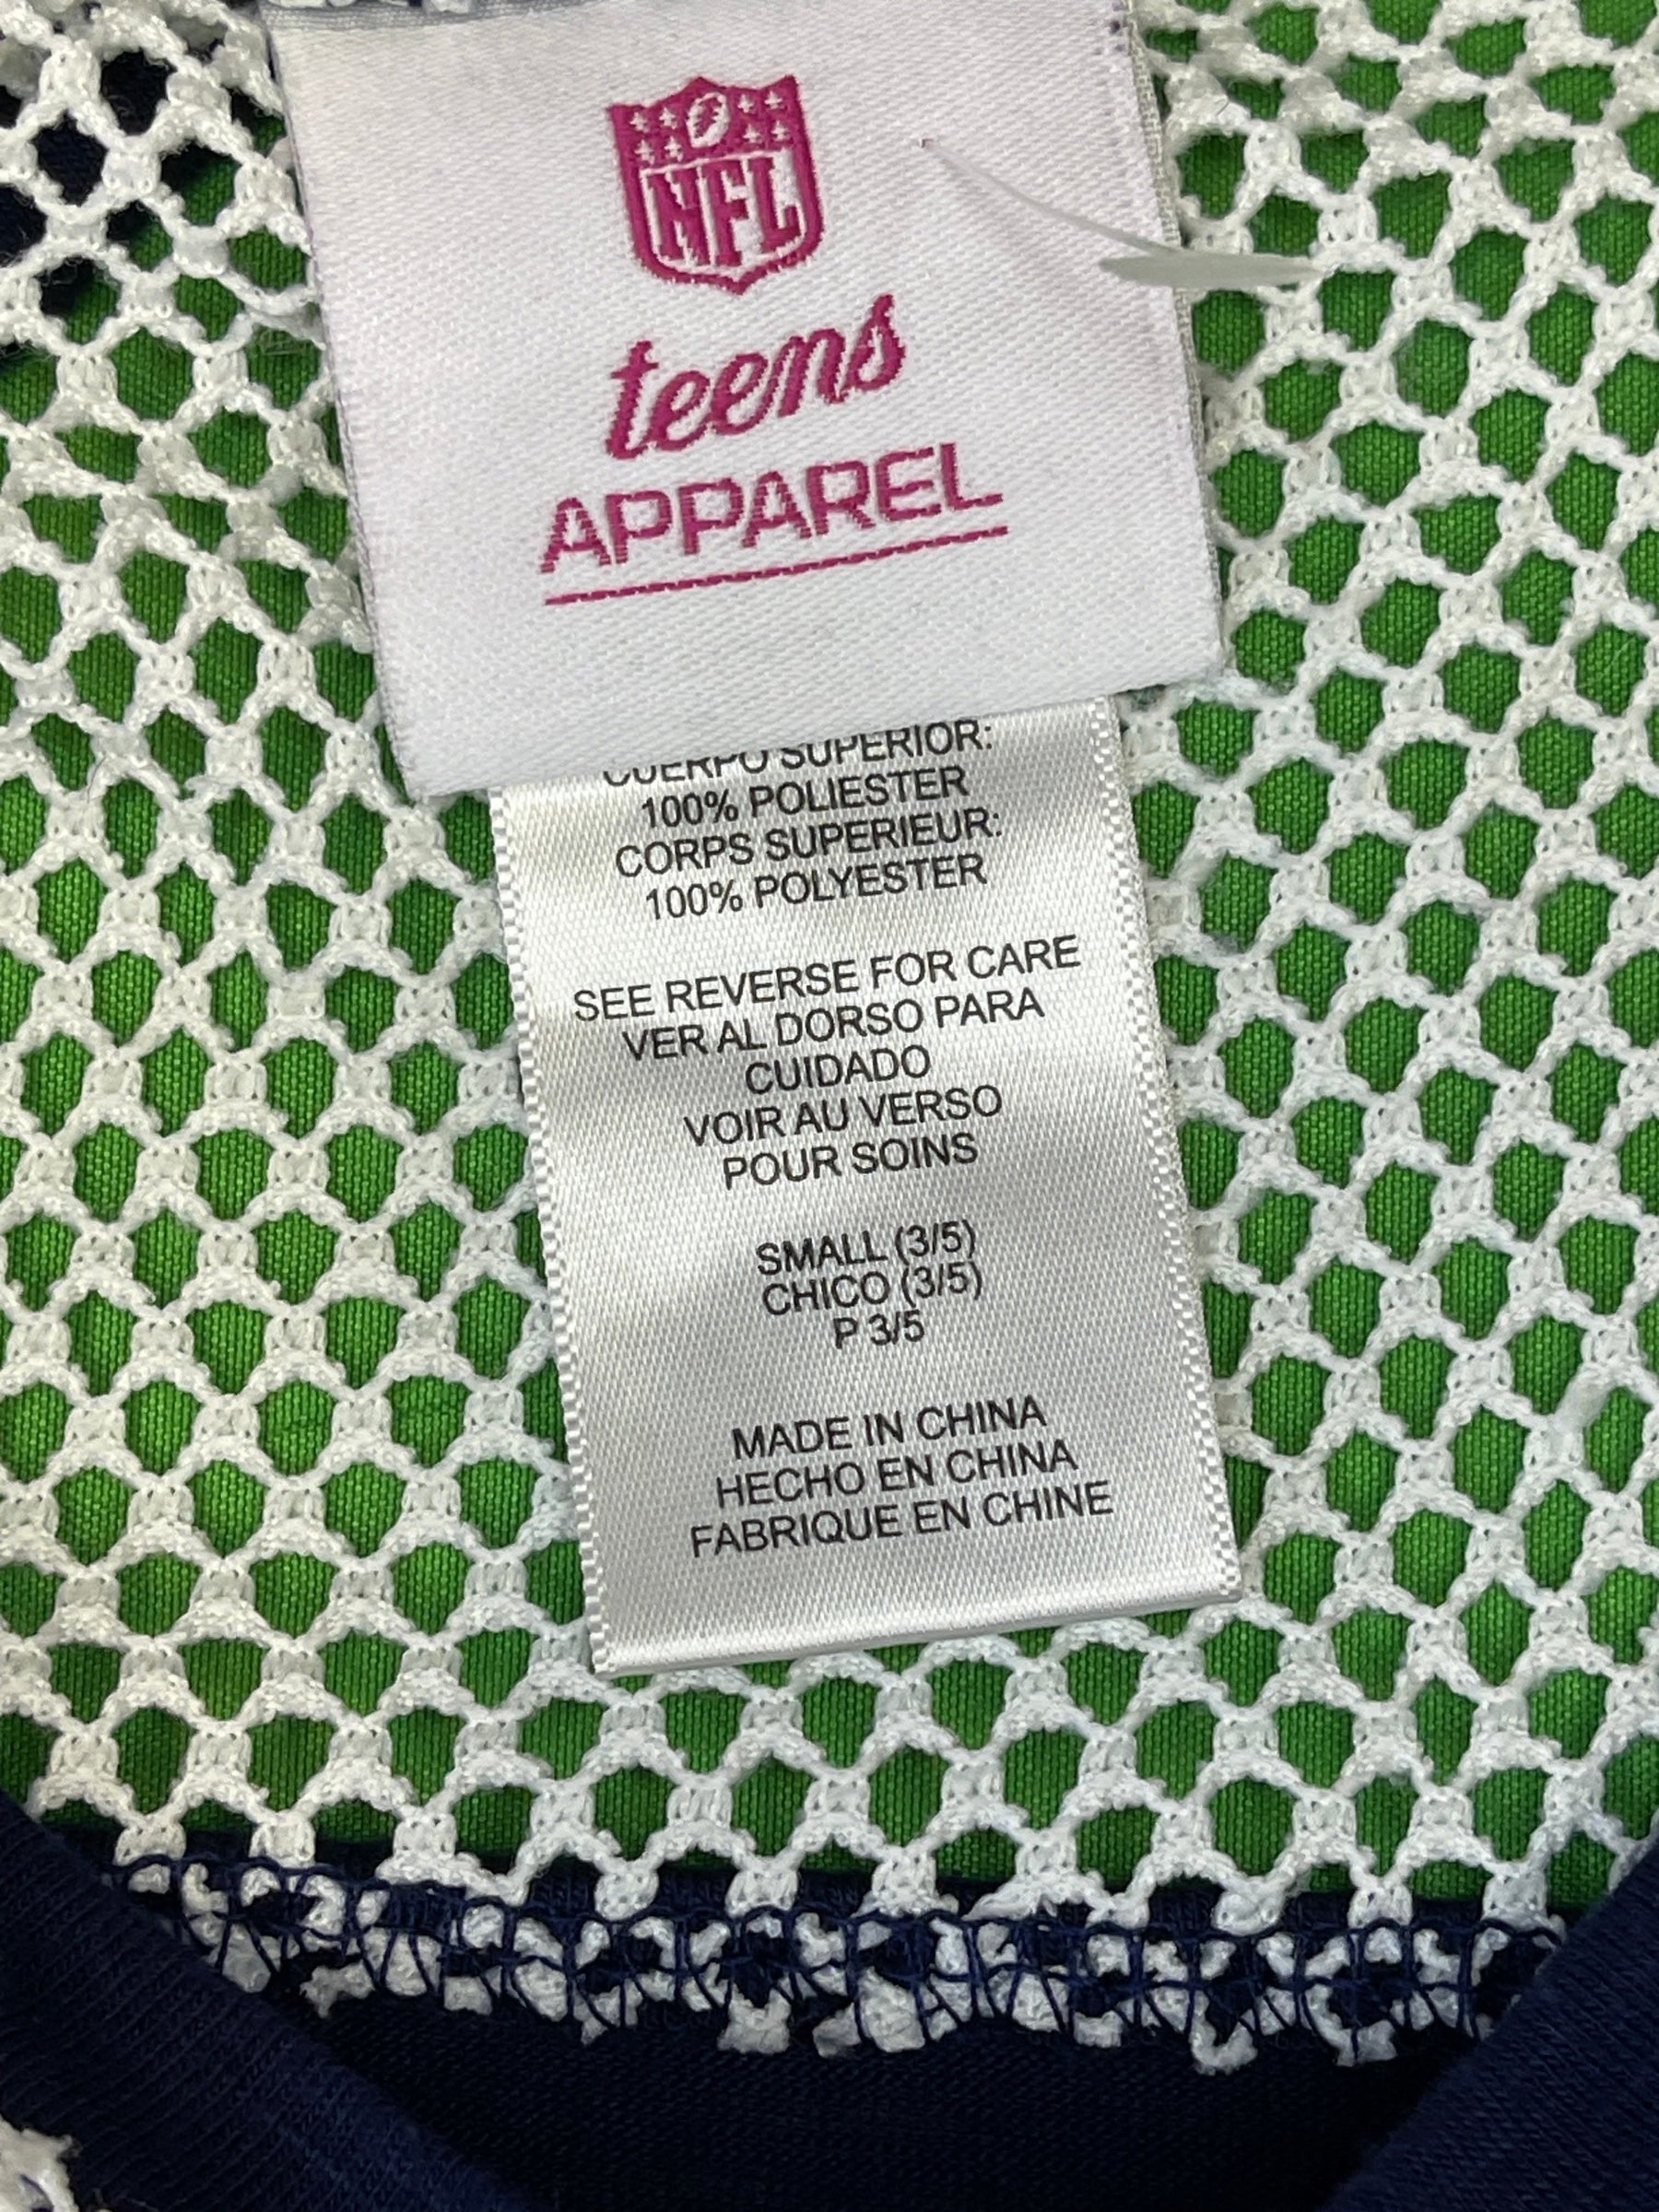 NFL
teens
APPAREL
CUERPO SUPERIOR:
100% POLIESTER
CORPS SUPERIEUR:
100% POLYESTER
SEE REVERSE FOR CARE
VER AL DORSO PARA
CUIDADO
VOIR AU VERSO
POUR SOINS
SMALL (3/5)
CHICO (3/5)
P 3/5
MADE IN CHINA
HECHO EN CHINA
FABRIQUE EN CHINE